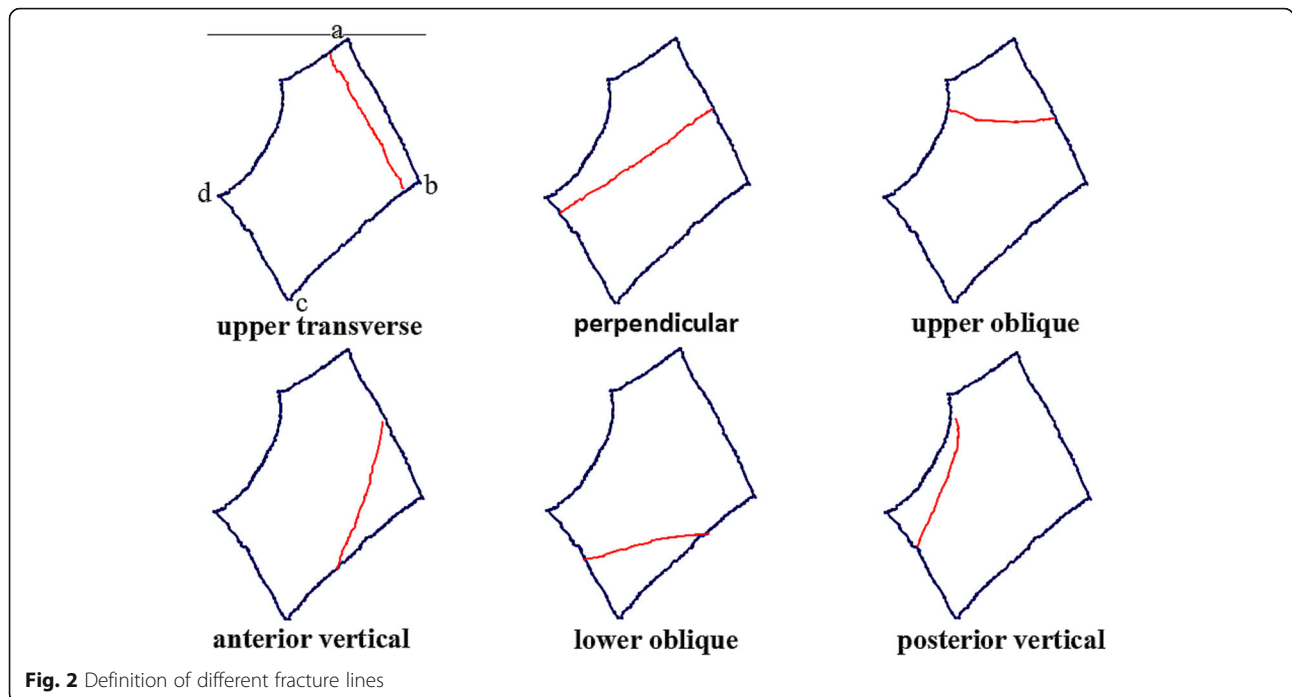 a
d
b
c
upper transverse
perpendicular
upper oblique
anterior vertical
lower oblique
posterior vertical
Fig. 2 Definition of different fracture lines